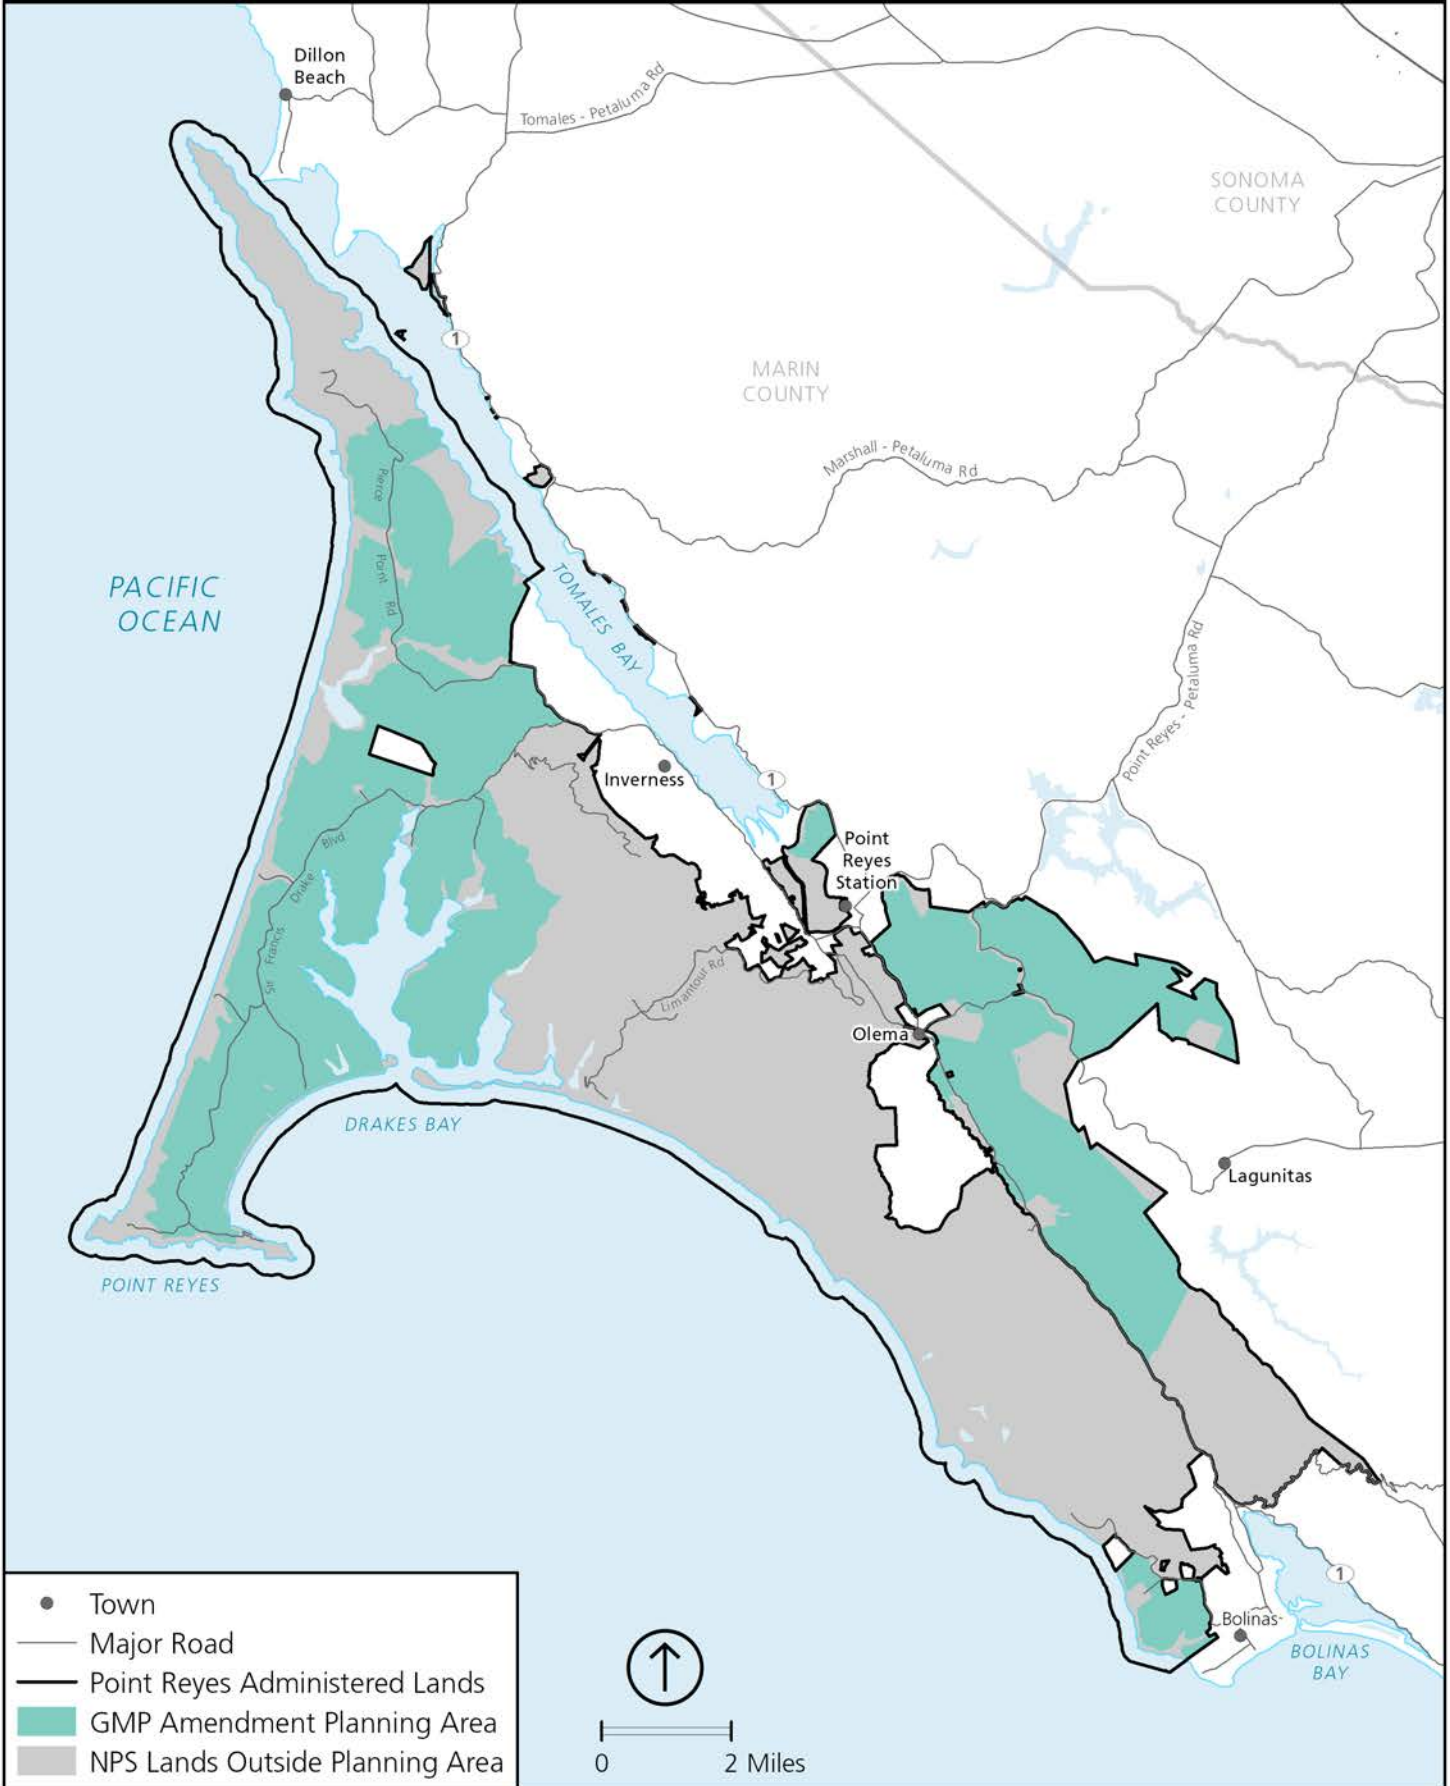 Dillon
Beach
Tomales - Petaluma Rd
SONOMA
COUNTY
1
MARIN
COUNTY
Marshall - Petaluma Rd
Pierce
Point
Rd
PACIFIC
OCEAN
TOMALES BAY
Point Reyes - Petaluma Rd
Inverness
1
Point
Reyes
Station
Blvd
Drake
Francis
Sir
Limantour Rd
Olema
DRAKES BAY
Lagunitas
POINT REYES
1
Bolinas
BOLINAS
BAY
Town
Major Road
Point Reyes Administered Lands
GMP Amendment Planning Area
NPS Lands Outside Planning Area
0 2 Miles